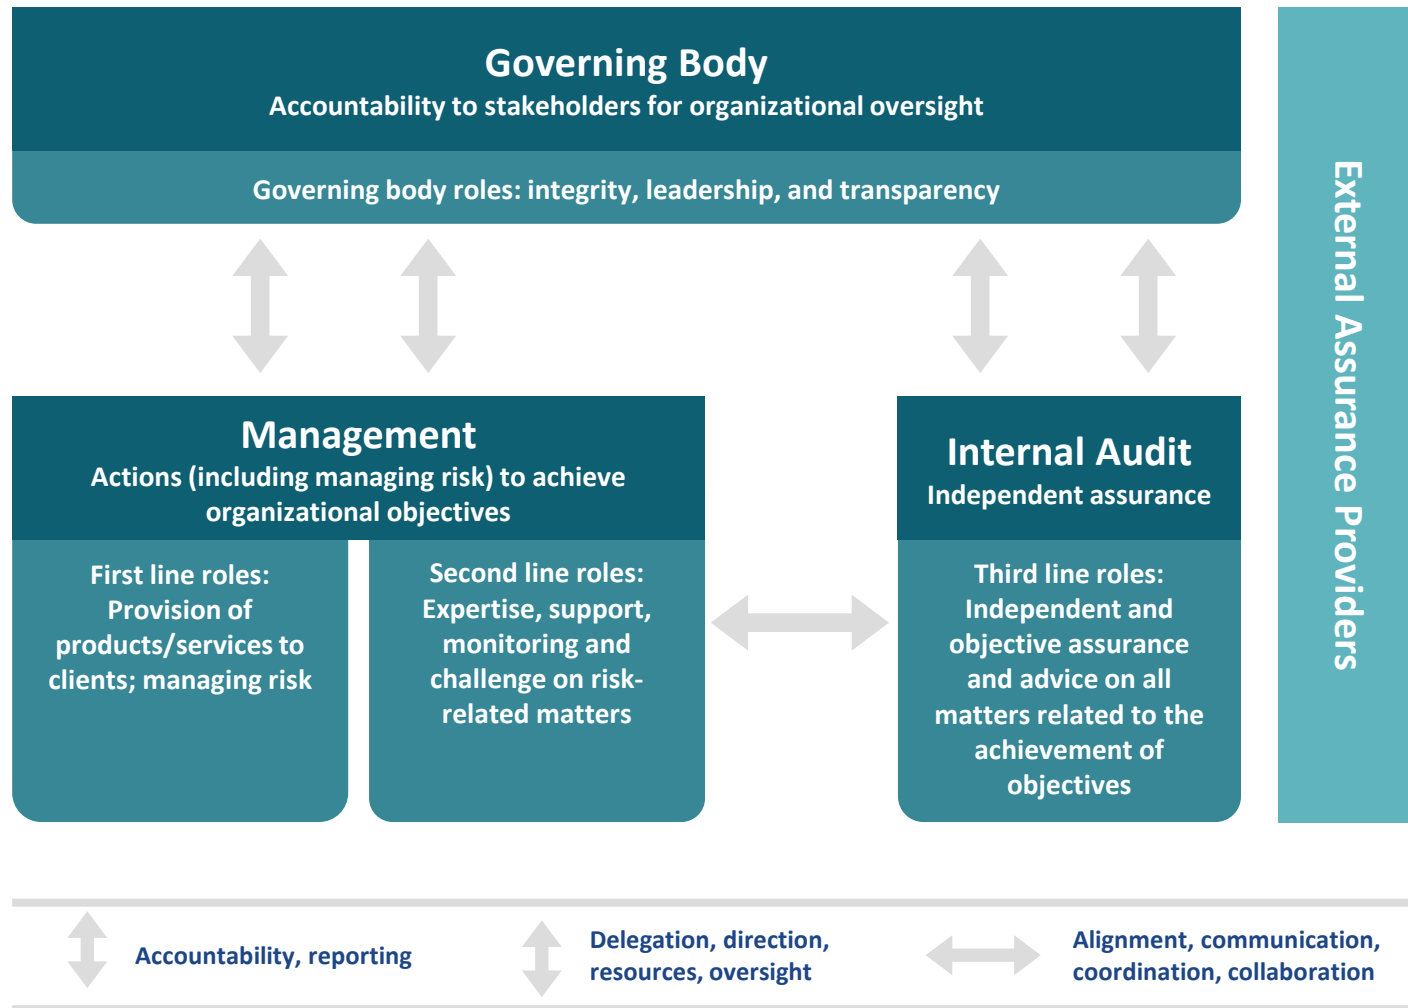 Governing Body
Accountability to stakeholders for organizational oversight
Governing body roles: integrity, leadership, and transparency
Management
Actions (including managing risk) to achieve
organizational objectives
First line roles:
Provision of
products/services to
clients; managing risk
Second line roles:
Expertise, support,
monitoring and
challenge on risk-
related matters
Internal Audit
Independent assurance
Third line roles:
Independent and
objective assurance
and advice on all
matters related to the
achievement of
objectives
External Assurance Providers
Accountability, reporting
Delegation, direction,
resources, oversight
Alignment, communication,
coordination, collaboration